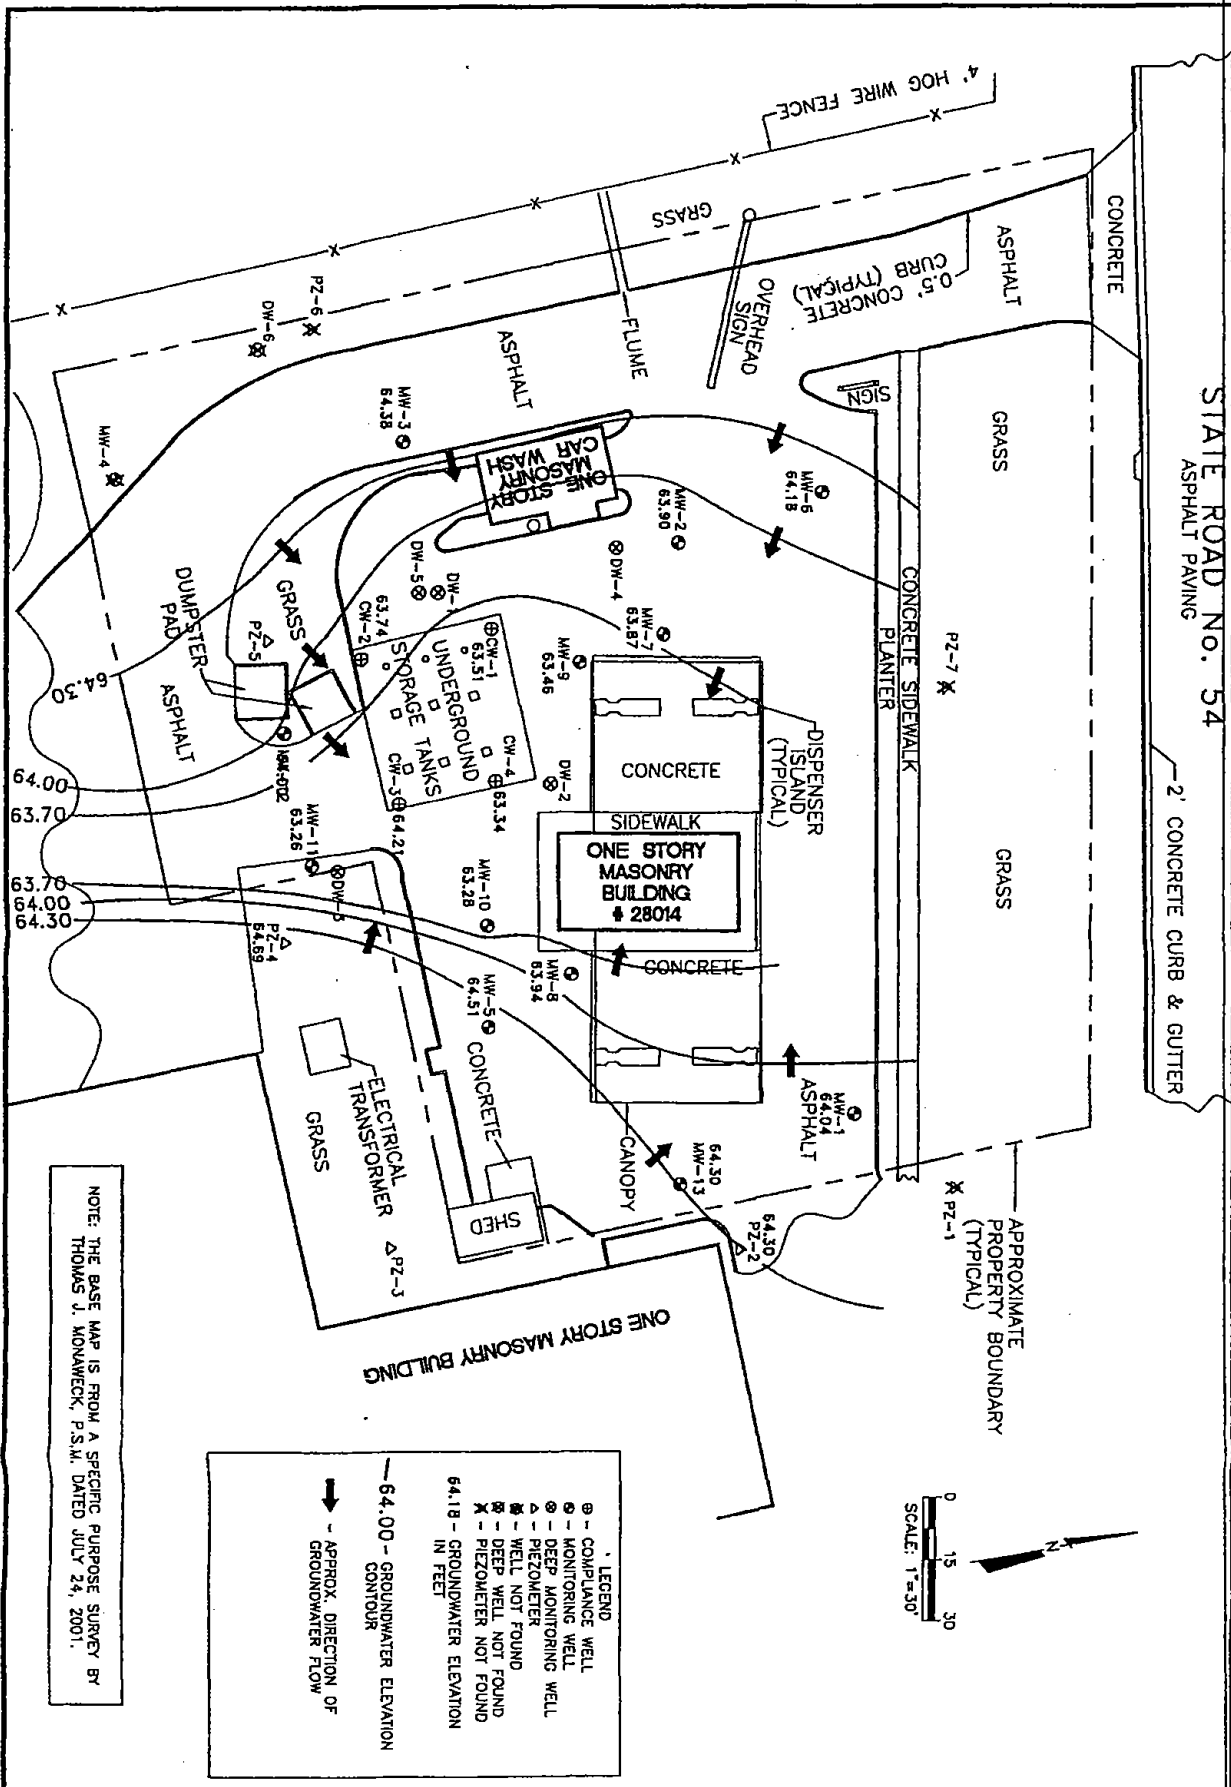 STATE ROAD No. 54
ASPHALT PAVING
2' CONCRETE CURB & GUTTER
4' HOG WIRE FENCE
CONCRETE
ASPHALT
GRASS
GRASS
GRASS
0.5' CONCRETE
CURB (TYPICAL)
OVERHEAD
SIGN
SIGN
FLUME
ASPHALT
CONCRETE SIDEWALK
PLANTER
PZ-7
PZ-6
DW-6
MW-4
MW-3
64.38
ONE STORY
MASONRY
CAR WASH
MW-6
64.18
MW-2
63.90
DW-4
MW-7
63.87
MW-9
63.46
DW-5
DW-1
63.74
CW-2
CW-1
63.51
UNDERGROUND
STORAGE TANKS
CW-4
63.34
CW-3
64.21
DW-2
DISPENSER
ISLAND
(TYPICAL)
CONCRETE
SIDEWALK
ONE STORY
MASONRY
BUILDING
# 28014
CONCRETE
GRASS
DUMPSTER
PAD
PZ-5
ASPHALT
64.30
64.00
63.70
63.70
64.00
64.30
MW-11
63.26
MW-10
63.28
MW-8
63.94
MW-5
64.51
PZ-4
64.69
CONCRETE
ELECTRICAL
TRANSFORMER
GRASS
SHED
PZ-3
CANOPY
ASPHALT
MW-1
64.04
64.30
MW-13
64.30
PZ-2
PZ-1
APPROXIMATE
PROPERTY BOUNDARY
(TYPICAL)
ONE STORY MASONRY BUILDING
N
0 15 30
SCALE: 1"=30'
LEGEND
- COMPLIANCE WELL
- MONITORING WELL
- DEEP MONITORING WELL
- PIEZOMETER
- WELL NOT FOUND
- DEEP WELL NOT FOUND
- PIEZOMETER NOT FOUND
64.18 - GROUNDWATER ELEVATION
IN FEET
64.00 - GROUNDWATER ELEVATION
CONTOUR
- APPROX. DIRECTION OF
GROUNDWATER FLOW
NOTE: THE BASE MAP IS FROM A SPECIFIC PURPOSE SURVEY BY
THOMAS J. MONAWECK, P.S.M. DATED JULY 24, 2001.